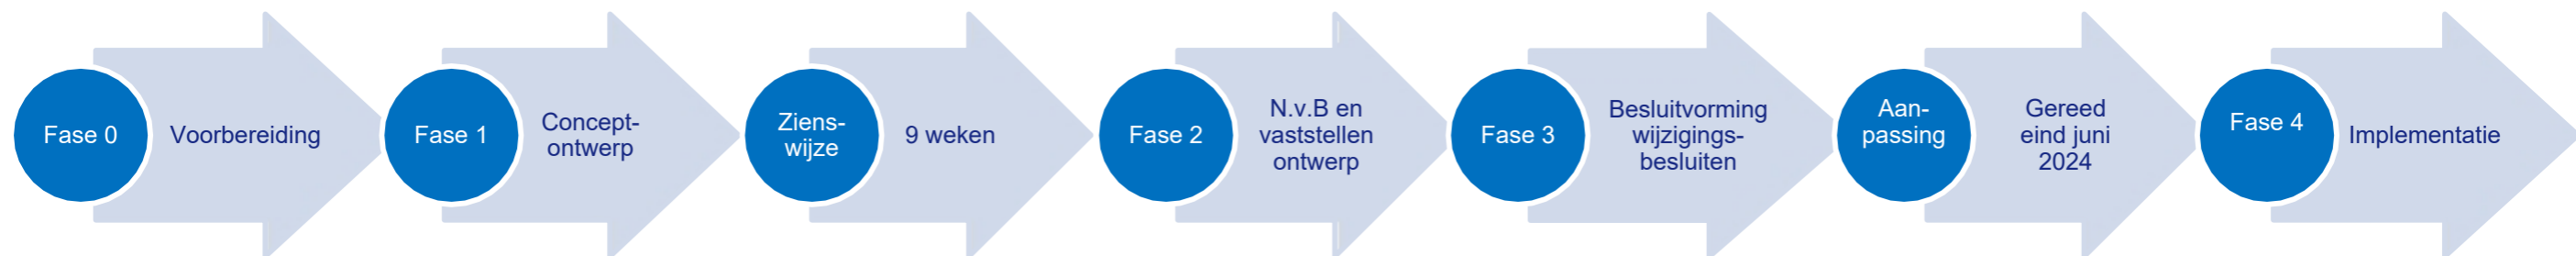 Fase 0
Voorbereiding
Fase 1
Concept-
ontwerp
Ziens-
wijze
9 weken
Fase 2
N.v.B en
vaststellen
ontwerp
Fase 3
Besluitvorming
wijzigings-
besluiten
Aan-
passing
Gereed
eind juni
2024
Fase 4
Implementatie